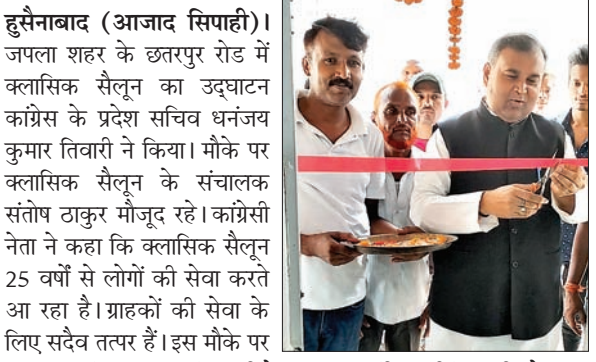 हुसैनाबाद (आजाद सिपाही)।
जपला शहर के छतरपुर रोड में
क्लासिक सैलून का उद्घाटन
कांग्रेस के प्रदेश सचिव धनंजय
कुमार तिवारी ने किया। मौके पर
क्लासिक सैलून के संचालक
संतोष ठाकुर मौजूद रहे। कांग्रेसी
नेता ने कहा कि क्लासिक सैलून
25 वर्षों से लोगों की सेवा करते
आ रहा है। ग्राहकों की सेवा के
लिए सदैव तत्पर हैं। इस मौके पर